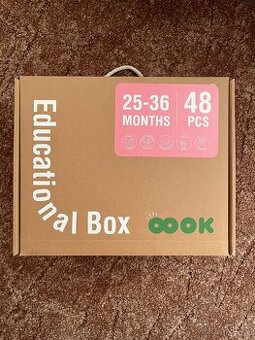 25-36
MONTHS
48
PCS
Educational Box
OOOK